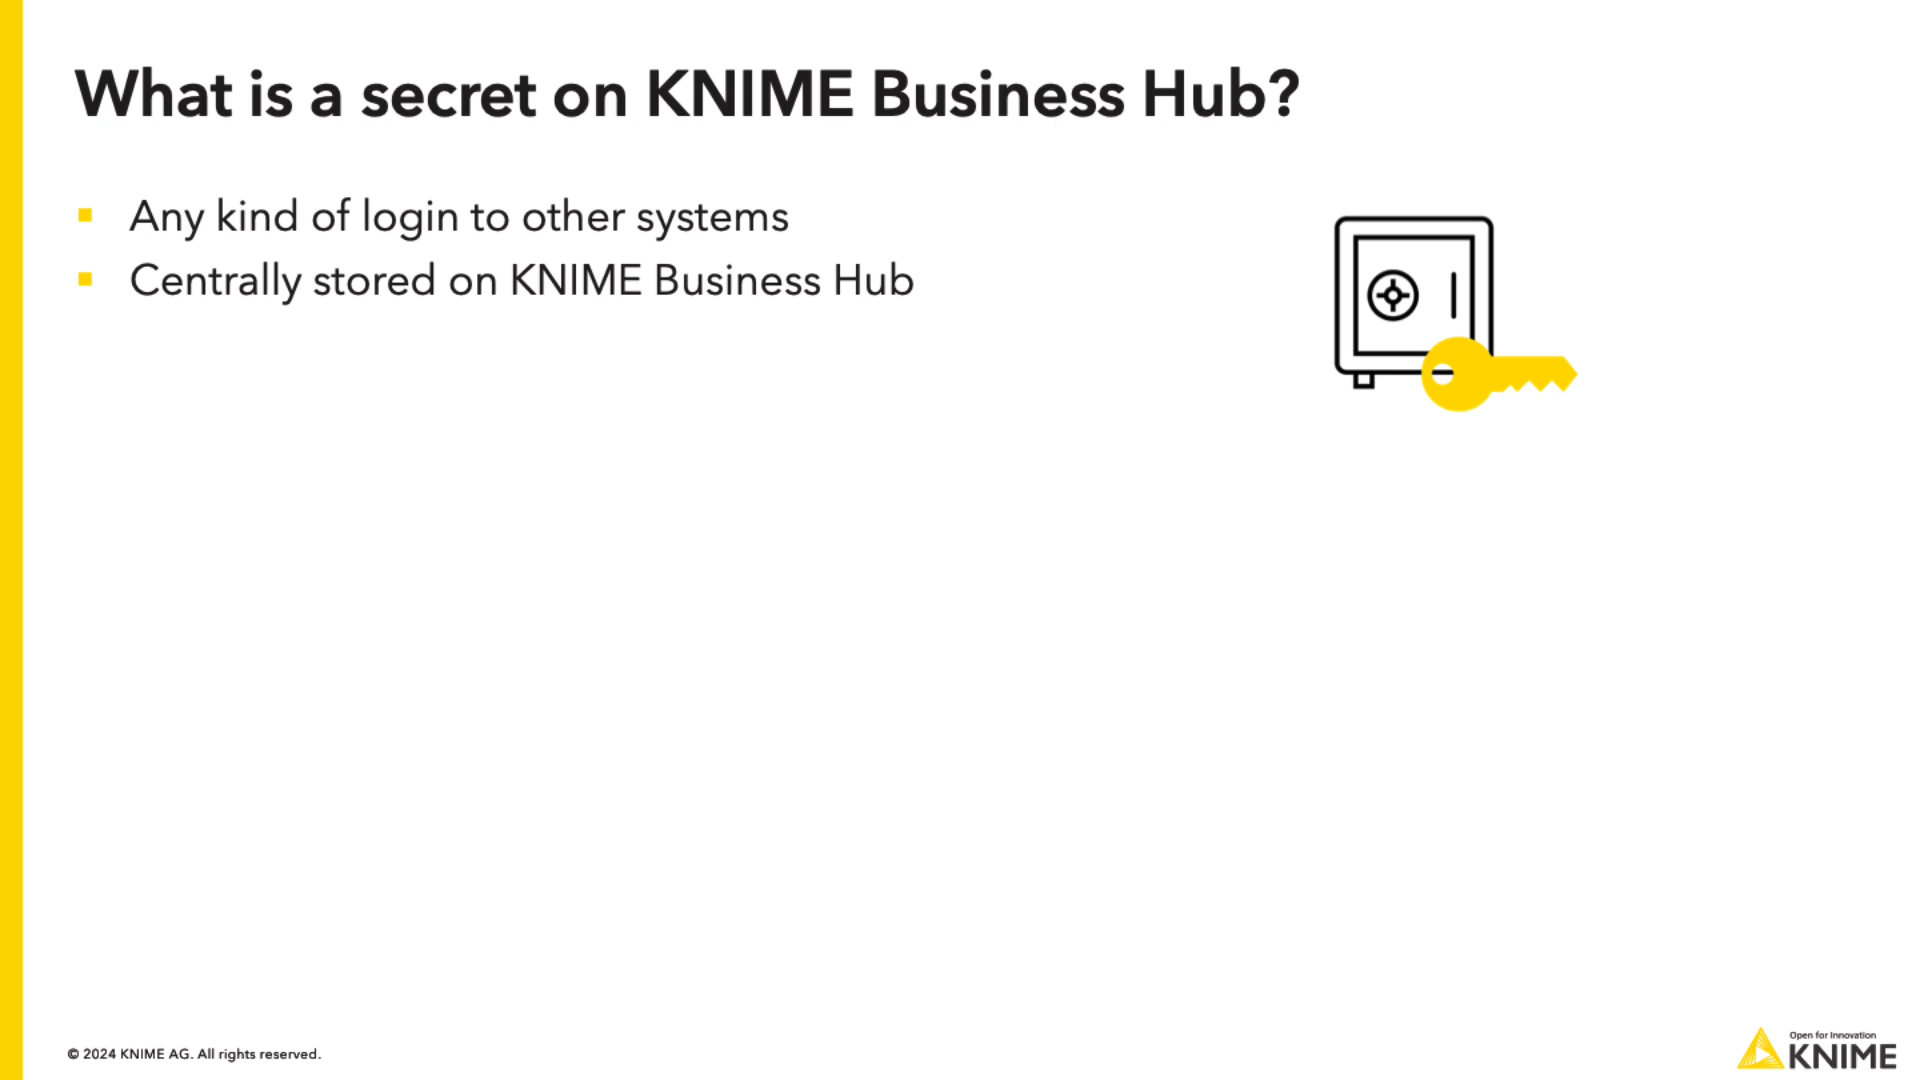 What is a secret on KNIME Business Hub?
Any kind of login to other systems
Centrally stored on KNIME Business Hub
© 2024 KNIME AG. All rights reserved.
Open for Innovation
KNIME